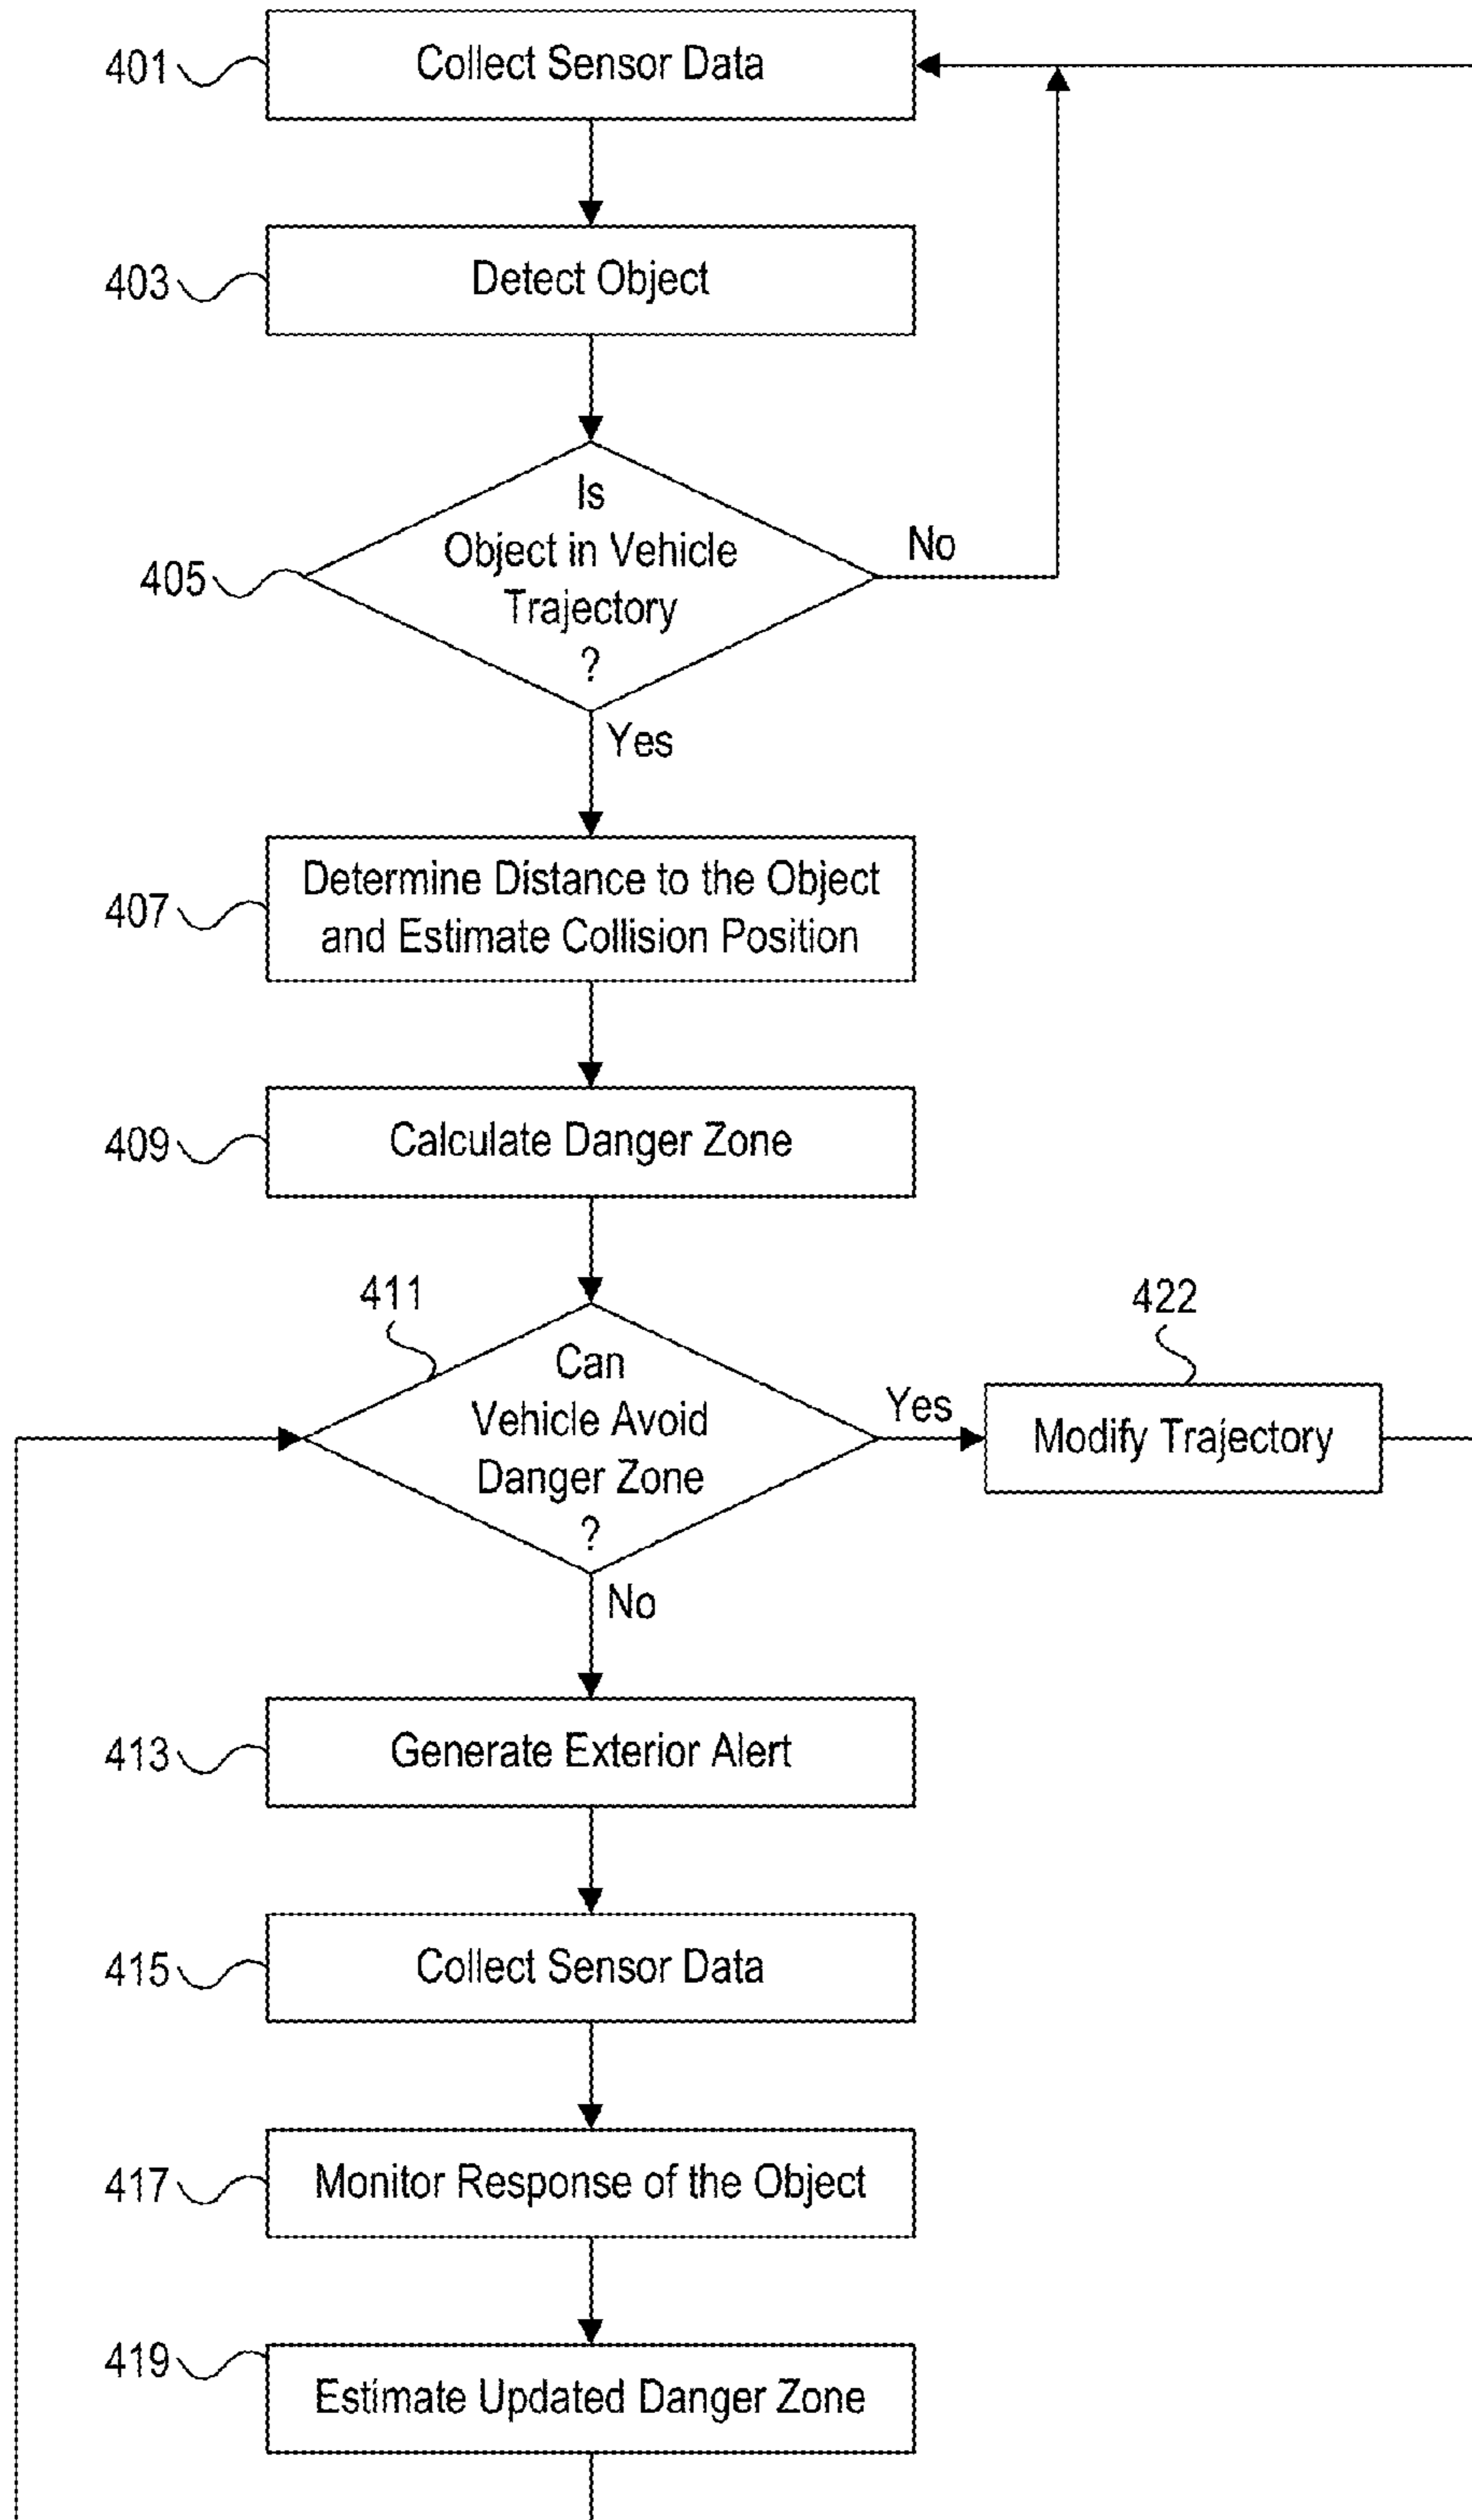 401
Collect Sensor Data
403
Detect Object
405
Is
Object in Vehicle
Trajectory
?
No
Yes
407
Determine Distance to the Object
and Estimate Collision Position
409
Calculate Danger Zone
411
Can
Vehicle Avoid
Danger Zone
?
Yes
422
Modify Trajectory
No
413
Generate Exterior Alert
415
Collect Sensor Data
417
Monitor Response of the Object
419
Estimate Updated Danger Zone